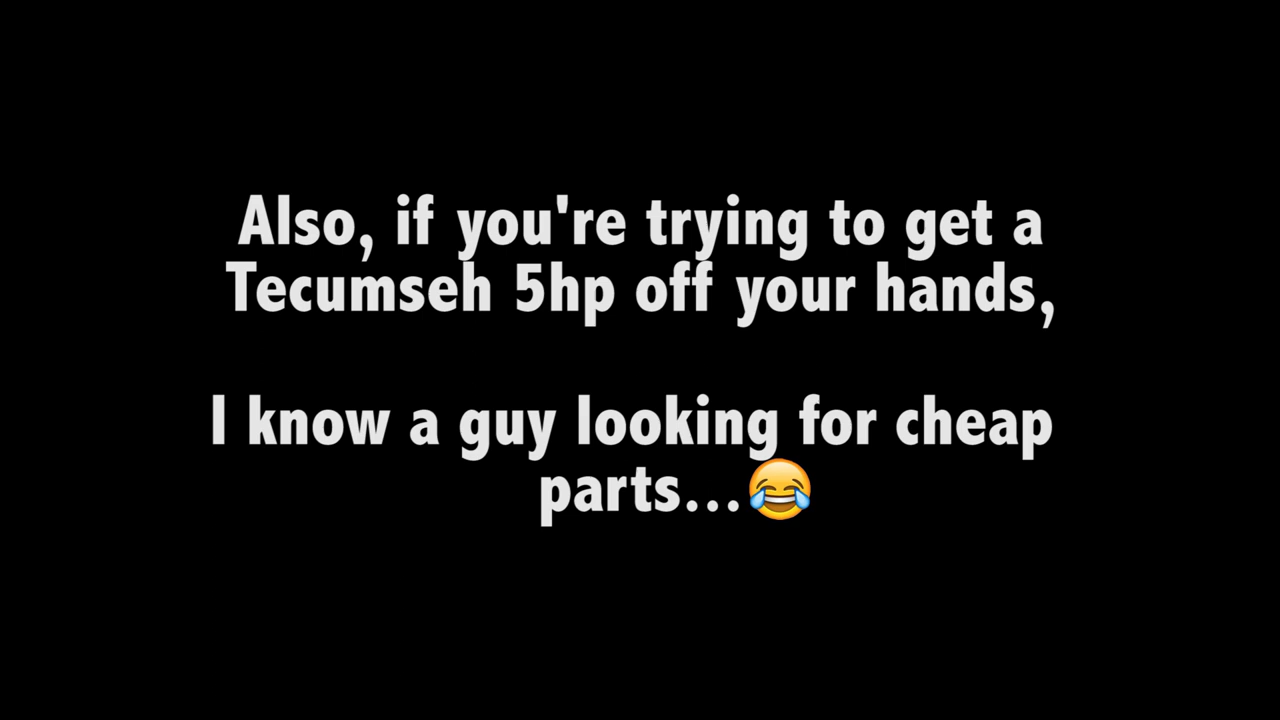 Also, if you're trying to get a
Tecumseh 5hp off your hands,
I know a guy looking for cheap
parts...😂